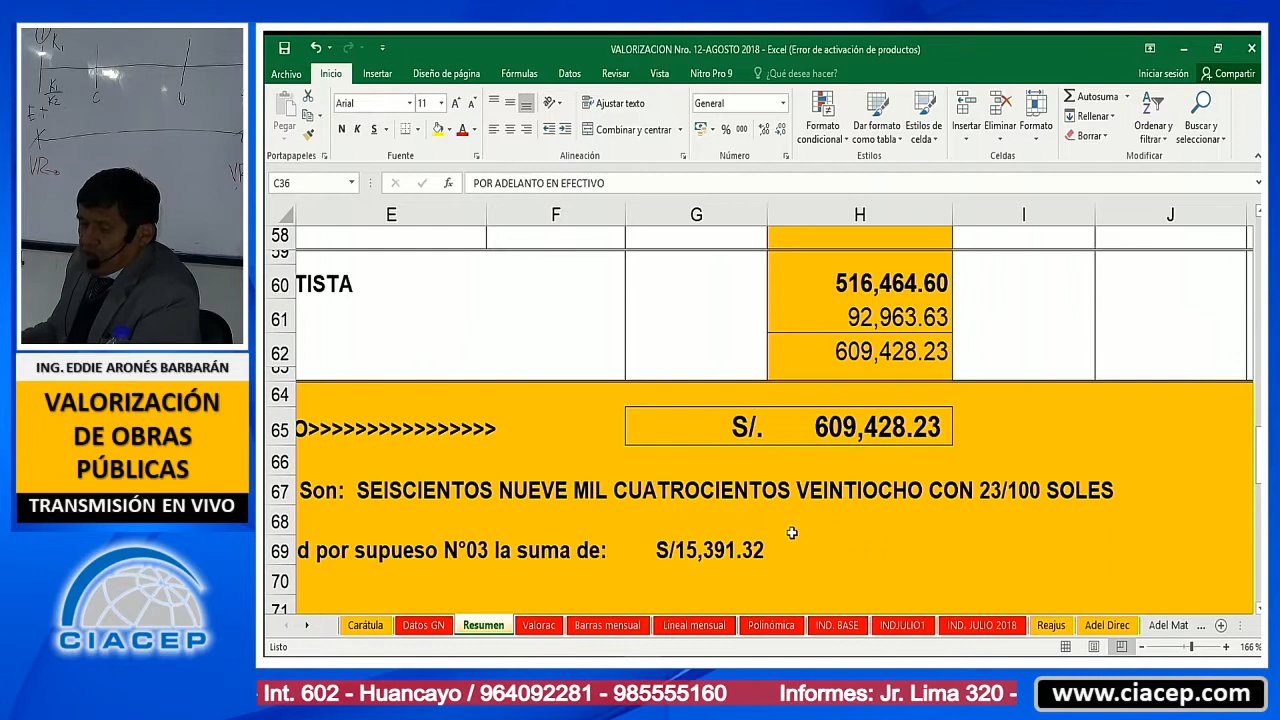 VALORIZACION Nro. 12-AGOSTO 2018 - Excel (Error de activación de productos)
Archivo Inicio Insertar Diseño de página Fórmulas Datos Revisar Vista Nitro Pro 9 ¿Qué desea hacer? Iniciar sesión Compartir
Pegar
Arial 11
N K S
Ajustar texto
Combinar y centrar
General
% 000
Formato condicional
Dar formato como tabla
Estilos de celda
Insertar Eliminar Formato
Autosuma
Rellenar
Borrar
Ordenar y filtrar
Buscar y seleccionar
Portapapeles Fuente Alineación Número Estilos Celdas Modificar
C36 fx POR ADELANTO EN EFECTIVO
E F G H I J
58
59
60 TISTA 516,464.60
61 92,963.63
62 609,428.23
63
64
65 O>>>>>>>>>>>>>>>> S/. 609,428.23
66
67 Son: SEISCIENTOS NUEVE MIL CUATROCIENTOS VEINTIOCHO CON 23/100 SOLES
68
69 d por supueso N°03 la suma de: S/15,391.32
70
71
Carátula Datos GN Resumen Valorac Barras mensual Lineal mensual Polinómica IND. BASE INDJULIO1 IND. JULIO 2018 Reajus Adel Direc Adel Mat ...
Listo 166 %
ING. EDDIE ARONÉS BARBARÁN
VALORIZACIÓN
DE OBRAS
PÚBLICAS
TRANSMISIÓN EN VIVO
CIACEP
- Int. 602 - Huancayo / 964092281 - 985555160 Informes: Jr. Lima 320 -
www.ciacep.com